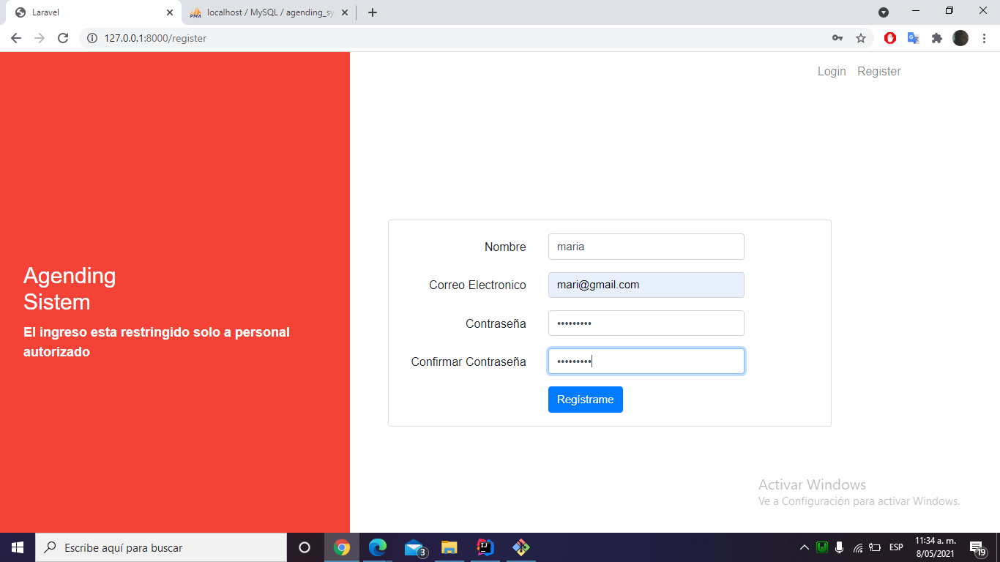 Laravel
localhost / MySQL / agending_sy
127.0.0.1:8000/register
Login Register
Agending
Sistem
El ingreso esta restringido solo a personal
autorizado
Nombre maria
Correo Electronico mari@gmail.com
Contraseña •••••••••
Confirmar Contraseña •••••••••
Regístrame
Activar Windows
Ve a Configuración para activar Windows.
Escribe aquí para buscar
3
ESP
11:34 a. m.
8/05/2021
19